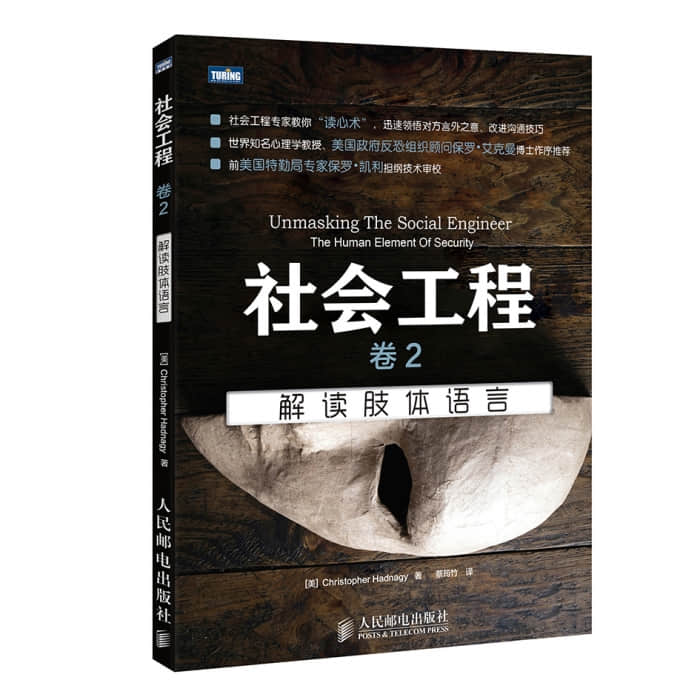 TURING
社会工程专家教你“读心术”，迅速领悟对方言外之意、改进沟通技巧
世界知名心理学教授、美国政府反恐组织顾问保罗·艾克曼博士作序推荐
前美国特勤局专家保罗·凯利担纲技术审校
Unmasking The Social Engineer
The Human Element Of Security
社会工程
卷2
解读肢体语言
[美] Christopher Hadnagy 著 蔡筠竹 译
人民邮电出版社
POSTS & TELECOM PRESS
社会工程
卷2
解读肢体语言
[美] Christopher Hadnagy 著
人民邮电出版社